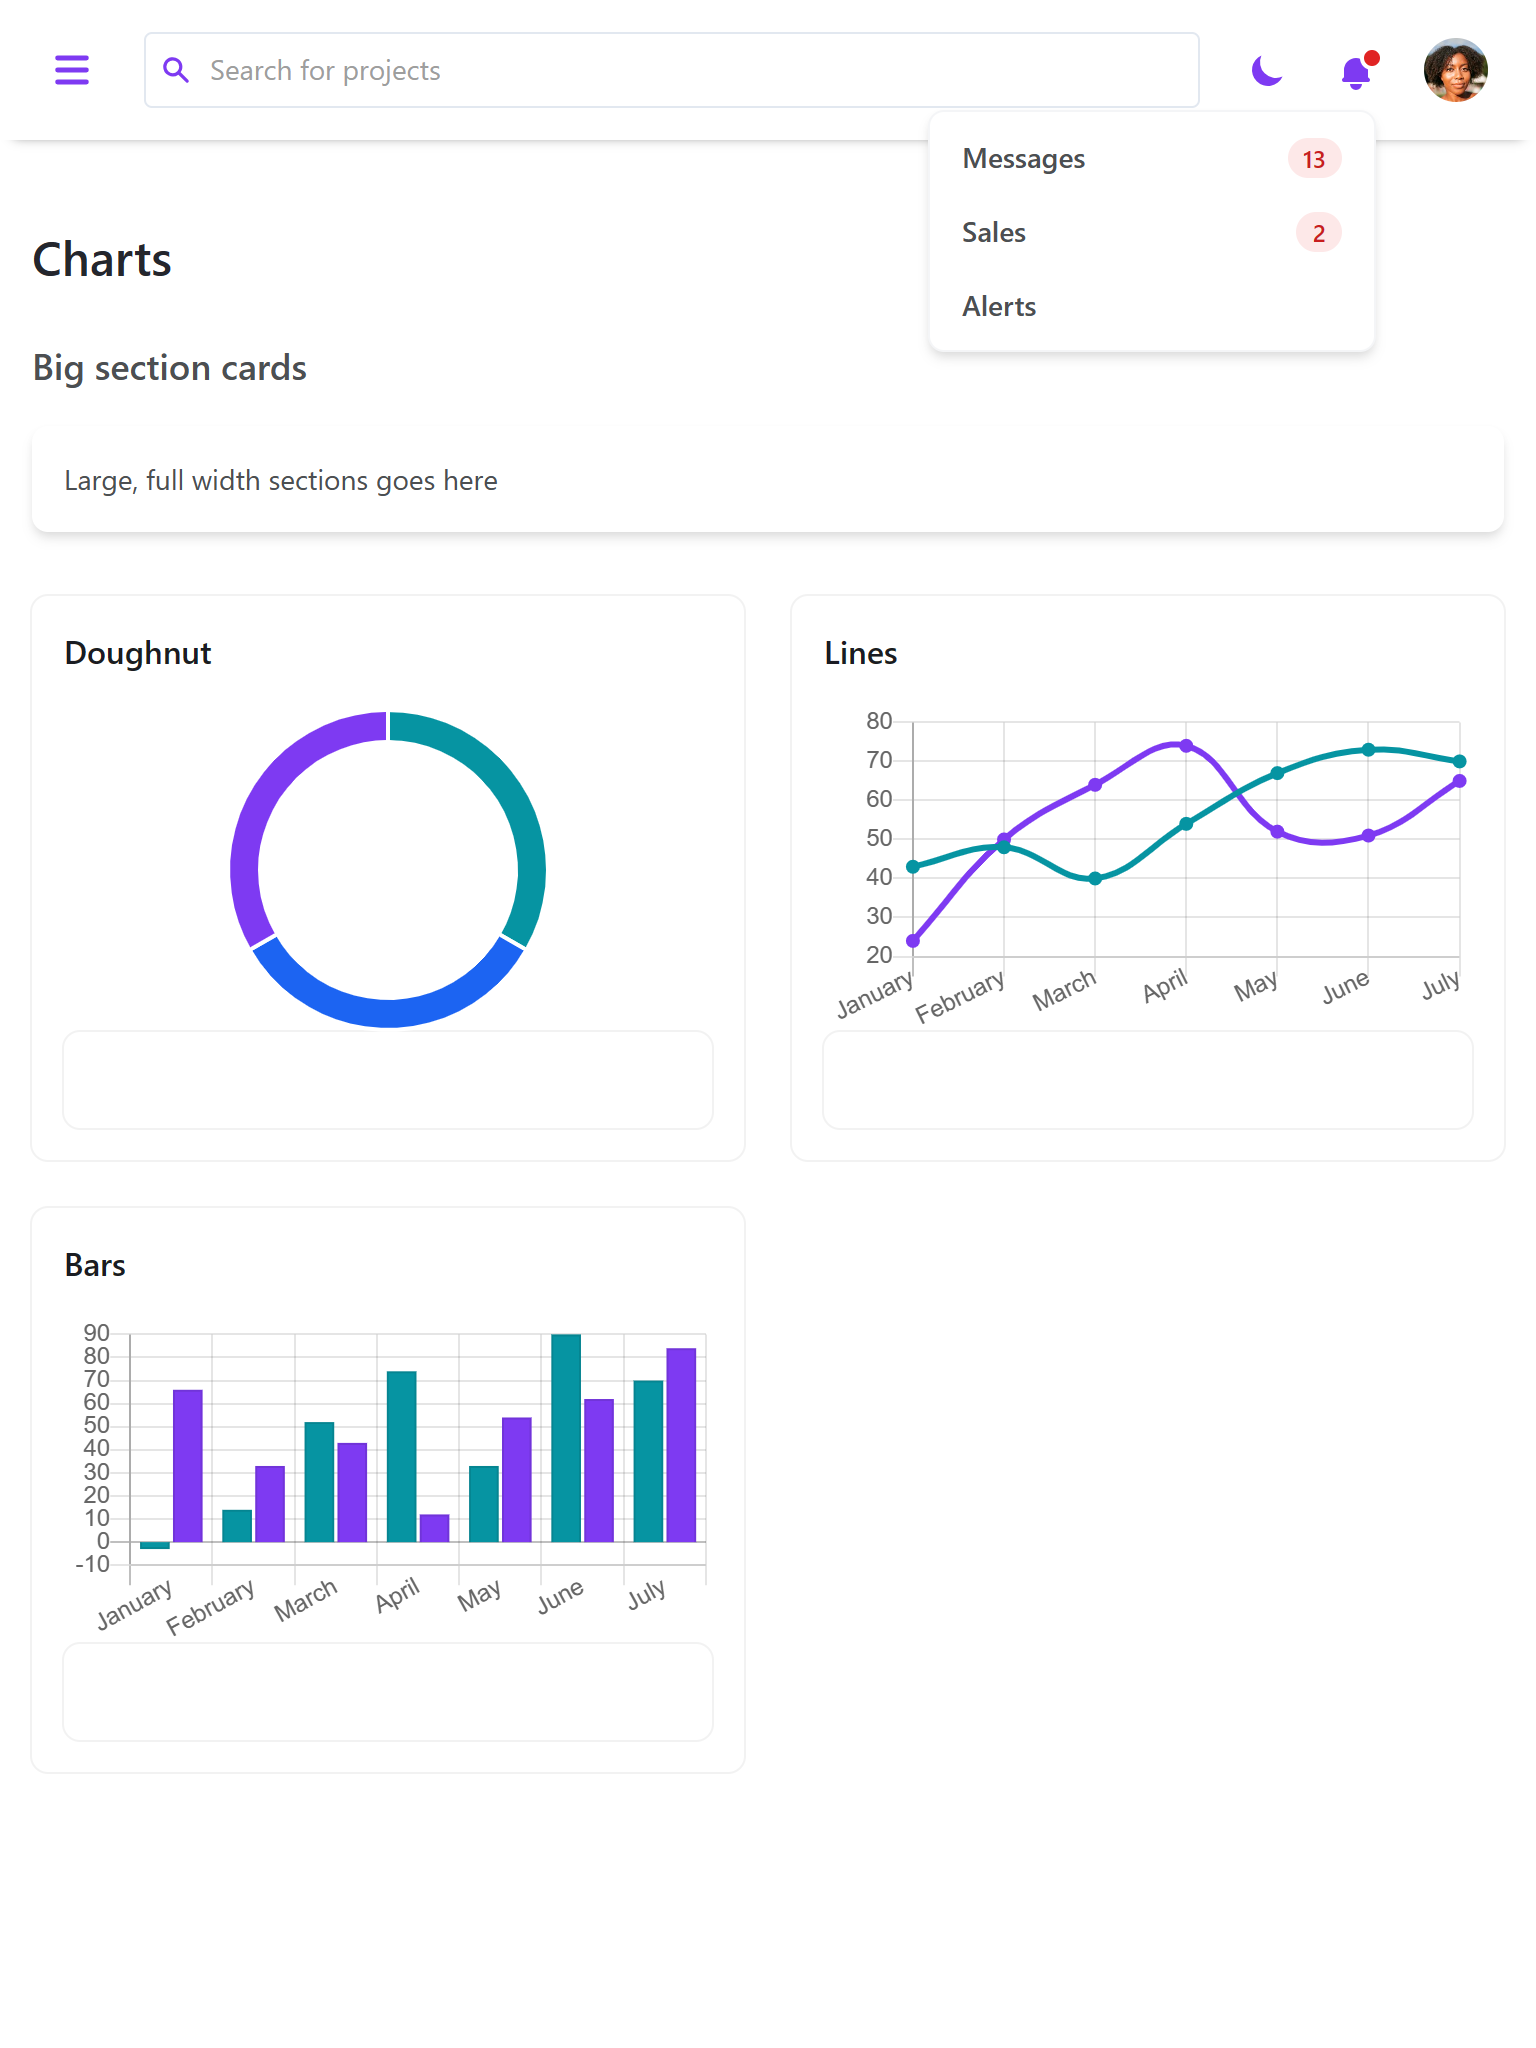 Search for projects
Messages 13
Sales 2
Alerts
Charts
Big section cards
Large, full width sections goes here
Doughnut
Lines
80
70
60
50
40
30
20
January February March April May June July
Bars
90
80
70
60
50
40
30
20
10
0
-10
January February March April May June July